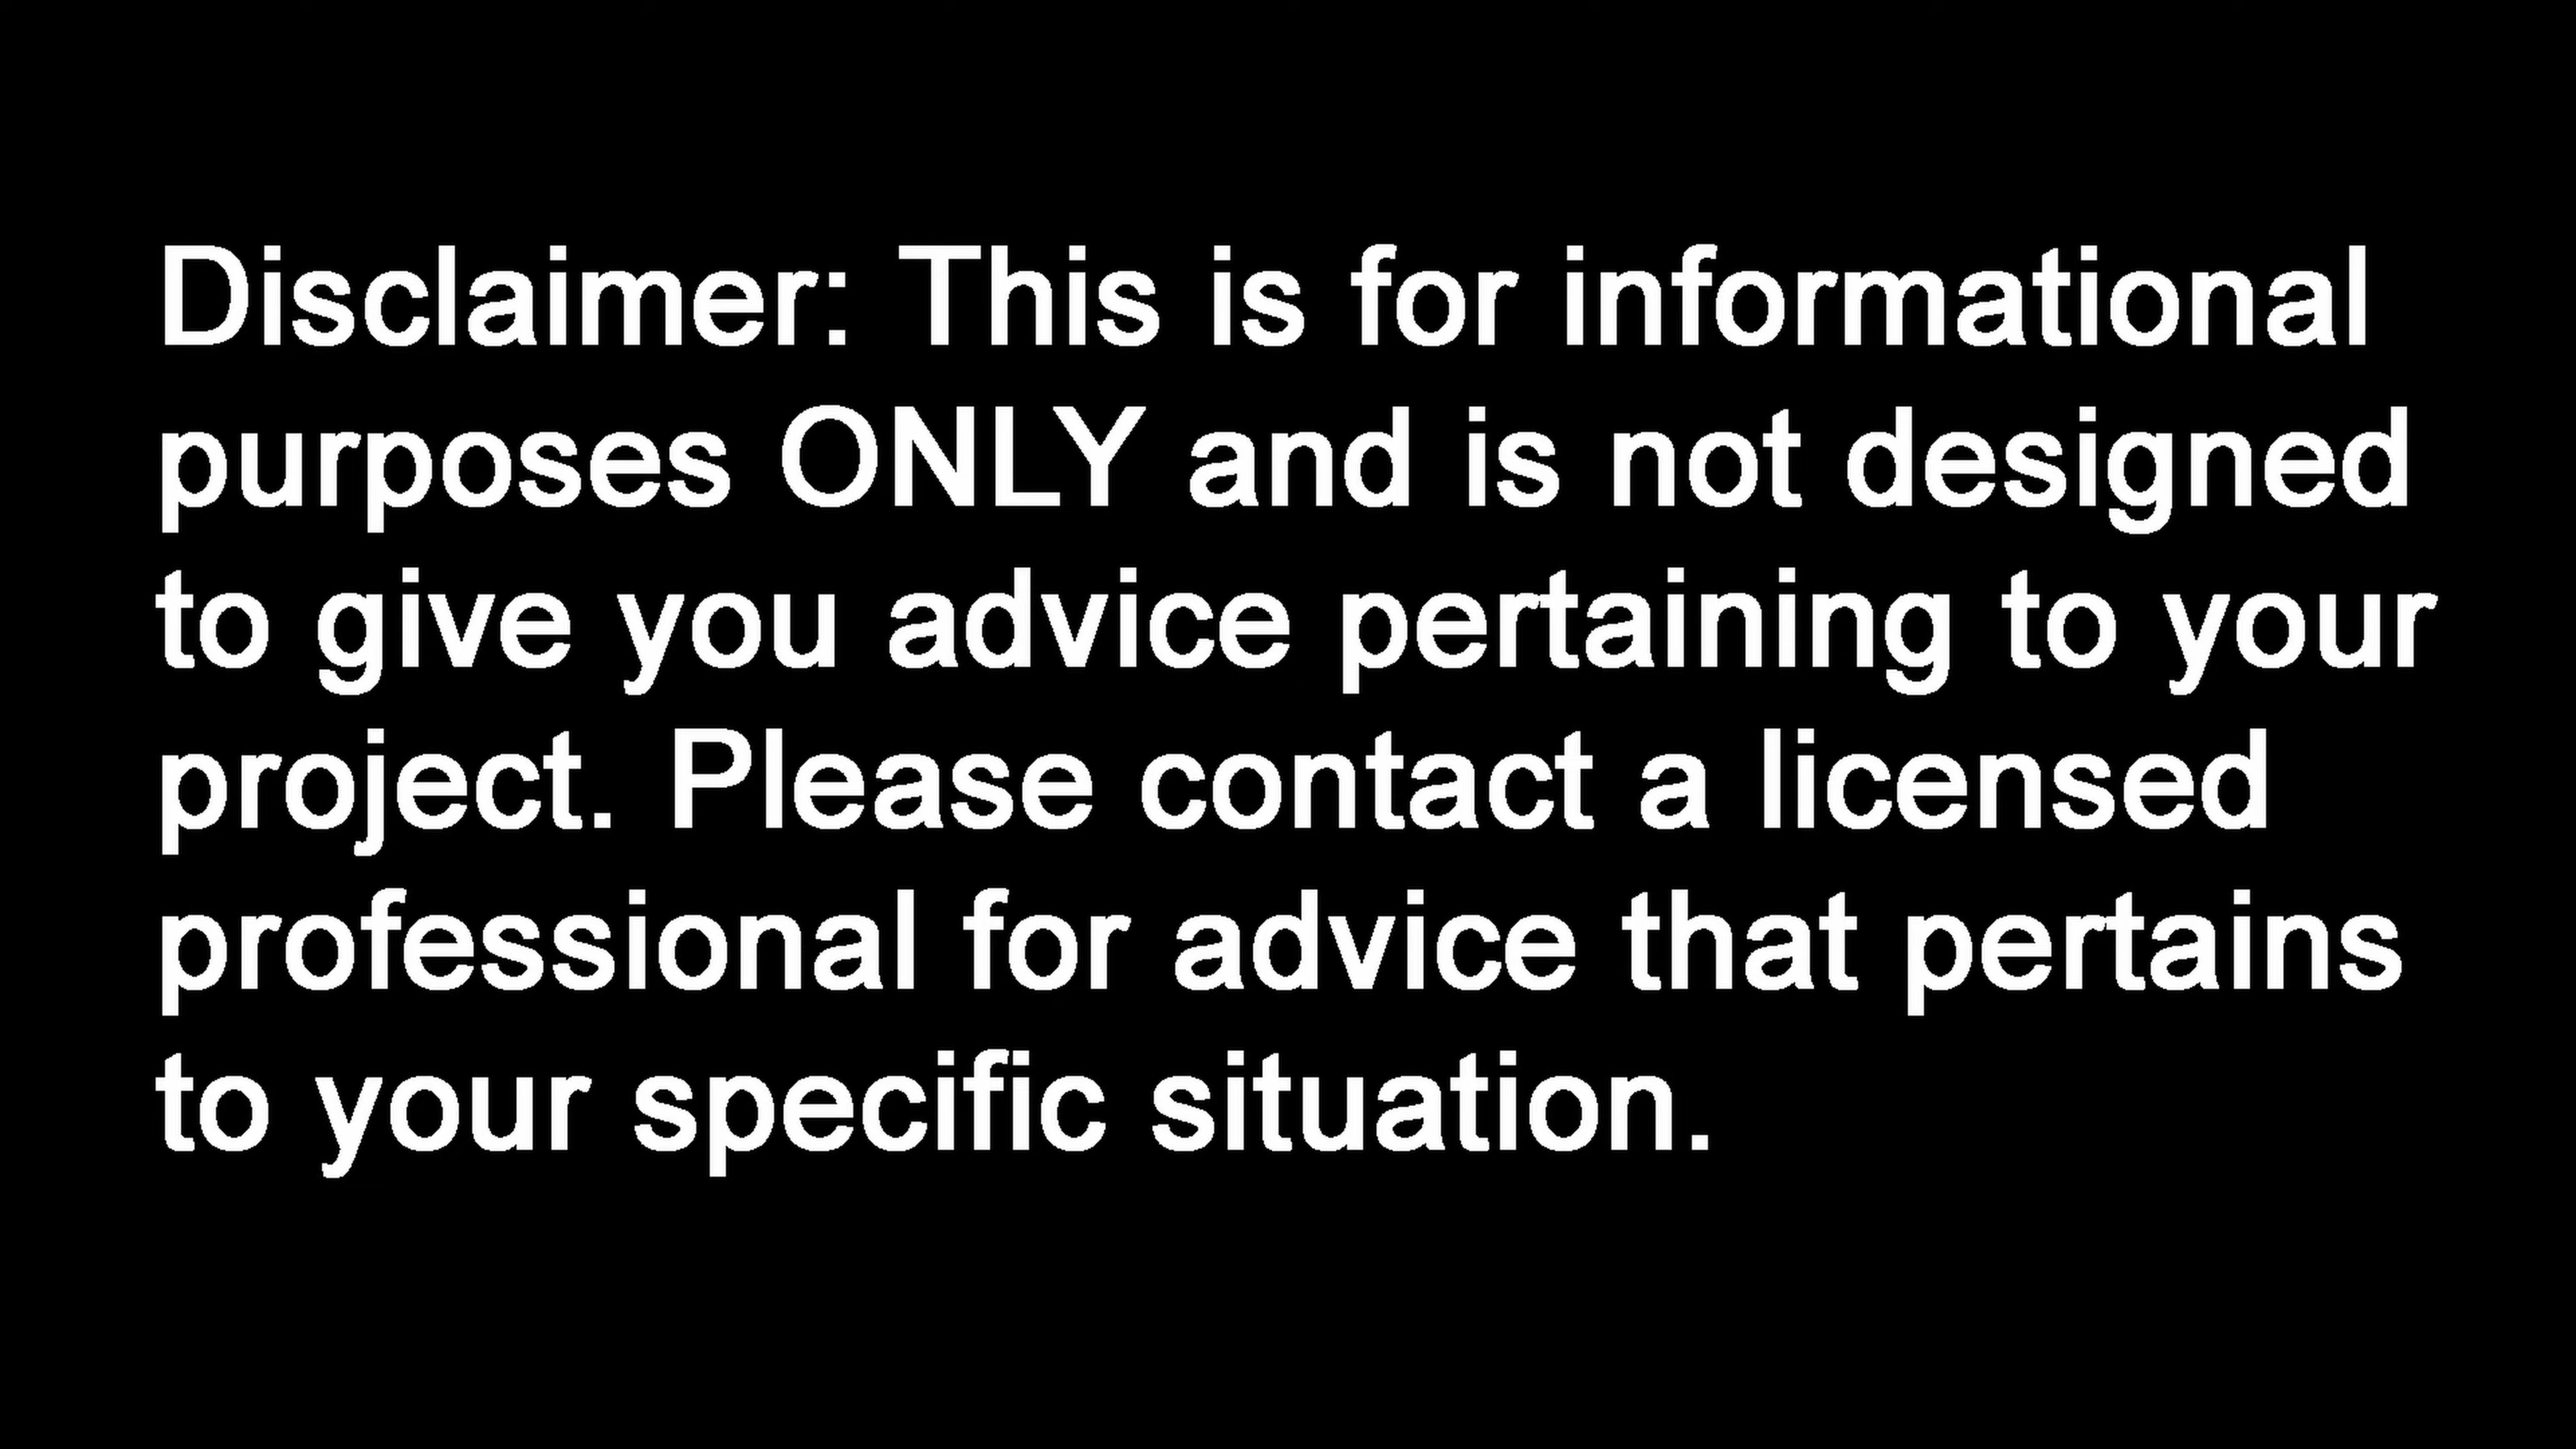 Disclaimer: This is for informational
purposes ONLY and is not designed
to give you advice pertaining to your
project. Please contact a licensed
professional for advice that pertains
to your specific situation.